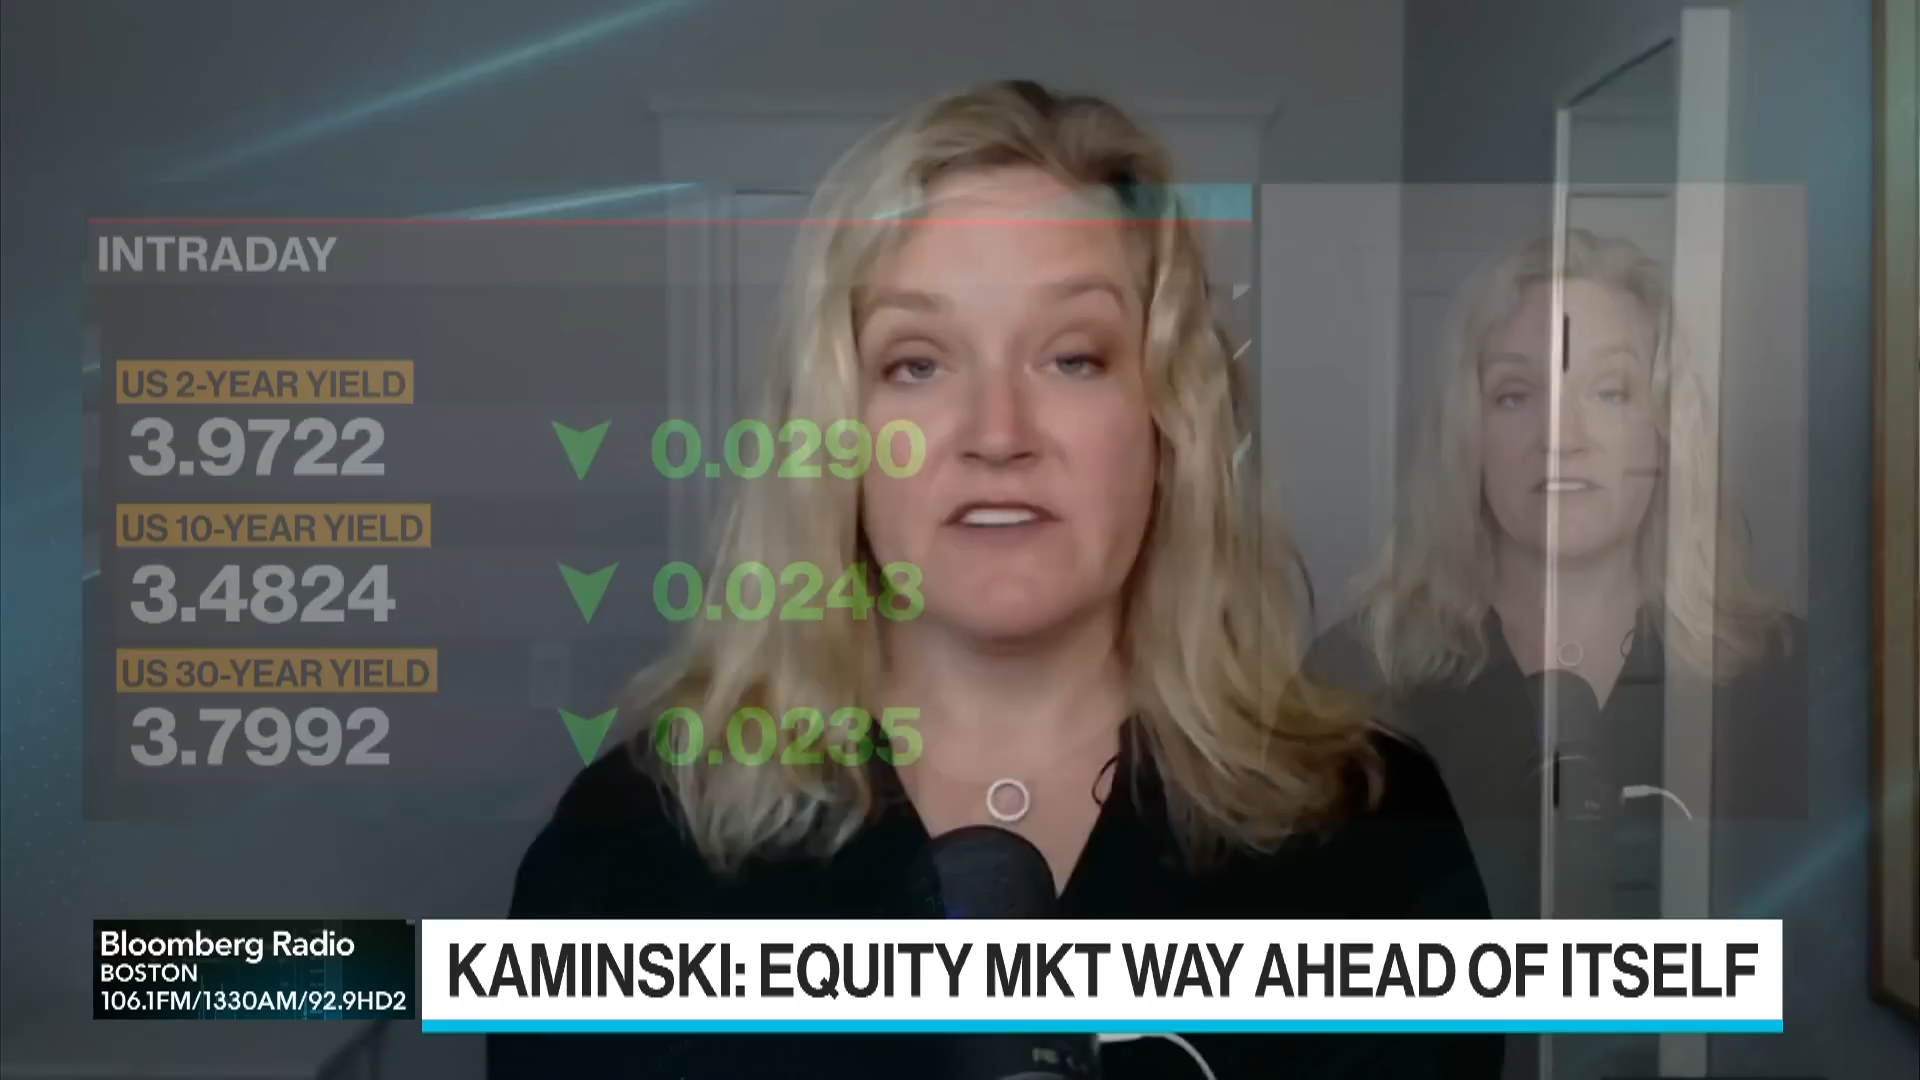 INTRADAY
US 2-YEAR YIELD
3.9722 ▼ 0.0290
US 10-YEAR YIELD
3.4824 ▼ 0.0248
US 30-YEAR YIELD
3.7992 ▼ 0.0235
Bloomberg Radio
BOSTON
106.1FM/1330AM/92.9HD2
KAMINSKI: EQUITY MKT WAY AHEAD OF ITSELF